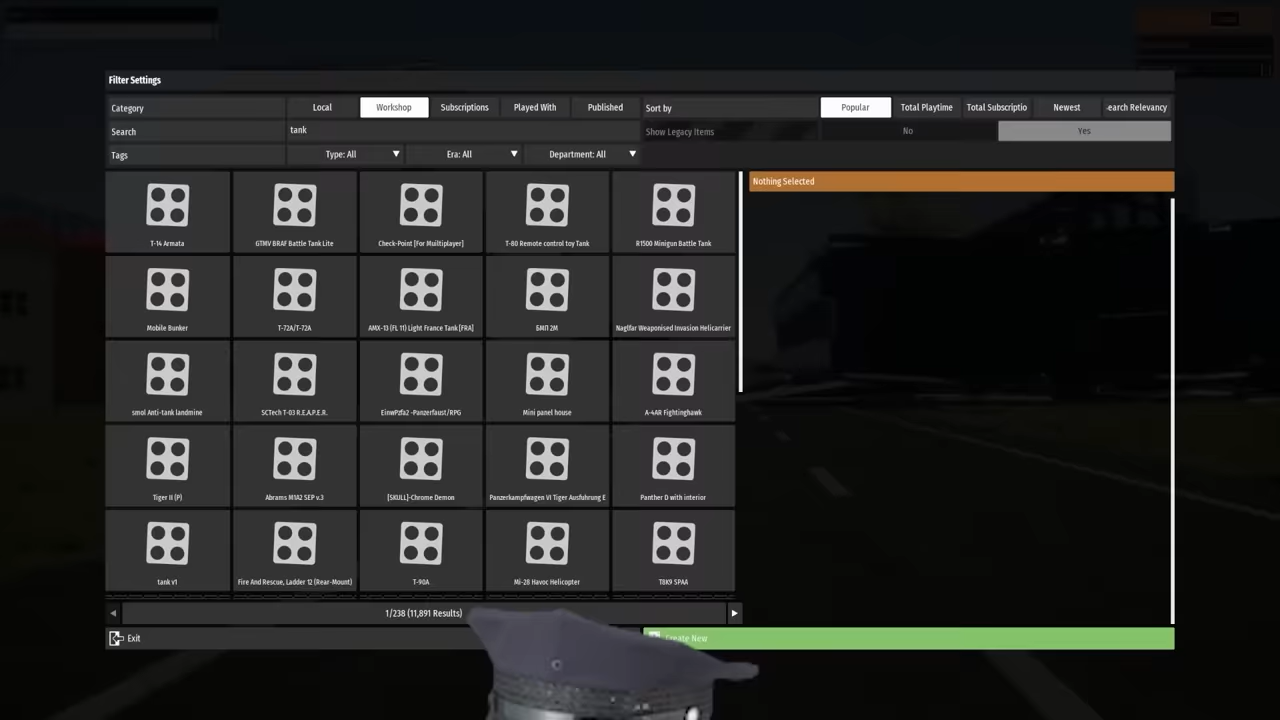 Filter Settings
Category
Local
Workshop
Subscriptions
Played With
Published
Sort by
Popular
Total Playtime
Total Subscriptio
Newest
earch Relevancy
Search
tank
Show Legacy Items
No
Yes
Tags
Type: All
Era: All
Department: All
Nothing Selected
T-14 Armata
GTMV BRAF Battle Tank Lite
Check-Point [For Muiltiplayer]
T-80 Remote control toy Tank
R1500 Minigun Battle Tank
Mobile Bunker
T-72A/T-72A
AMX-13 (FL 11) Light France Tank [FRA]
БМП 2М
Naglfar Weaponised Invasion Helicarrier
smol Anti-tank landmine
SCTech T-03 R.E.A.P.E.R.
EinwPzfa2 -Panzerfaust/RPG
Mini panel house
A-4AR Fightinghawk
Tiger II (P)
Abrams M1A2 SEP v.3
[SKULL]-Chrome Demon
Panzerkampfwagen VI Tiger Ausfuhrung E
Panther D with interior
tank v1
Fire And Rescue, Ladder 12 (Rear-Mount)
T-90A
Mi-28 Havoc Helicopter
T8K9 SPAA
1/238 (11,891 Results)
Exit
Create New